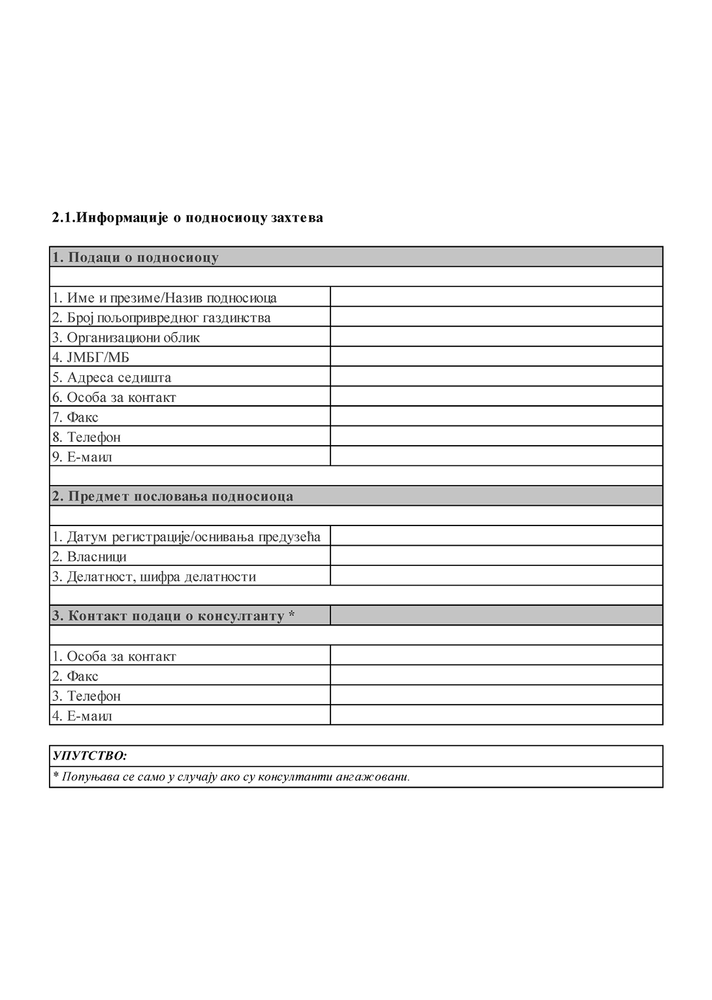 2.1.Информације о подносиоцу захтева
1. Подаци о подносиоцу
1. Име и презиме/Назив подносиоца
2. Број пољопривредног газдинства
3. Организациони облик
4. ЈМБГ/МБ
5. Адреса седишта
6. Особа за контакт
7. Факс
8. Телефон
9. Е-маил
2. Предмет пословања подносиоца
1. Датум регистрације/оснивања предузећа
2. Власници
3. Делатност, шифра делатности
3. Контакт подаци о консултанту *
1. Особа за контакт
2. Факс
3. Телефон
4. Е-маил
УПУТСТВО:
* Попуњава се само у случају ако су консултанти ангажовани.